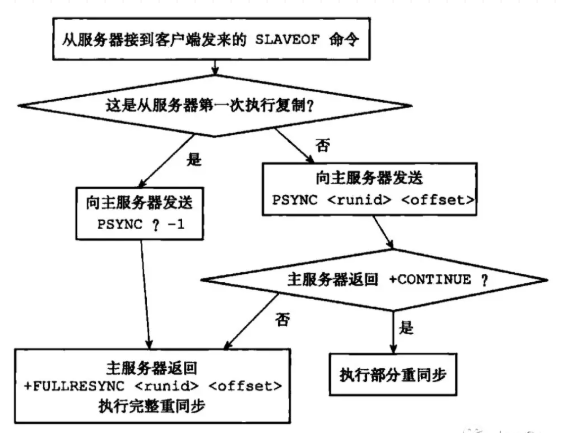 从服务器接到客户端发来的 SLAVEOF 命令
这是从服务器第一次执行复制?
是
否
向主服务器发送
PSYNC ? -1
向主服务器发送
PSYNC <runid> <offset>
主服务器返回 +CONTINUE ?
否
是
主服务器返回
+FULLRESYNC <runid> <offset>
执行完整重同步
执行部分重同步